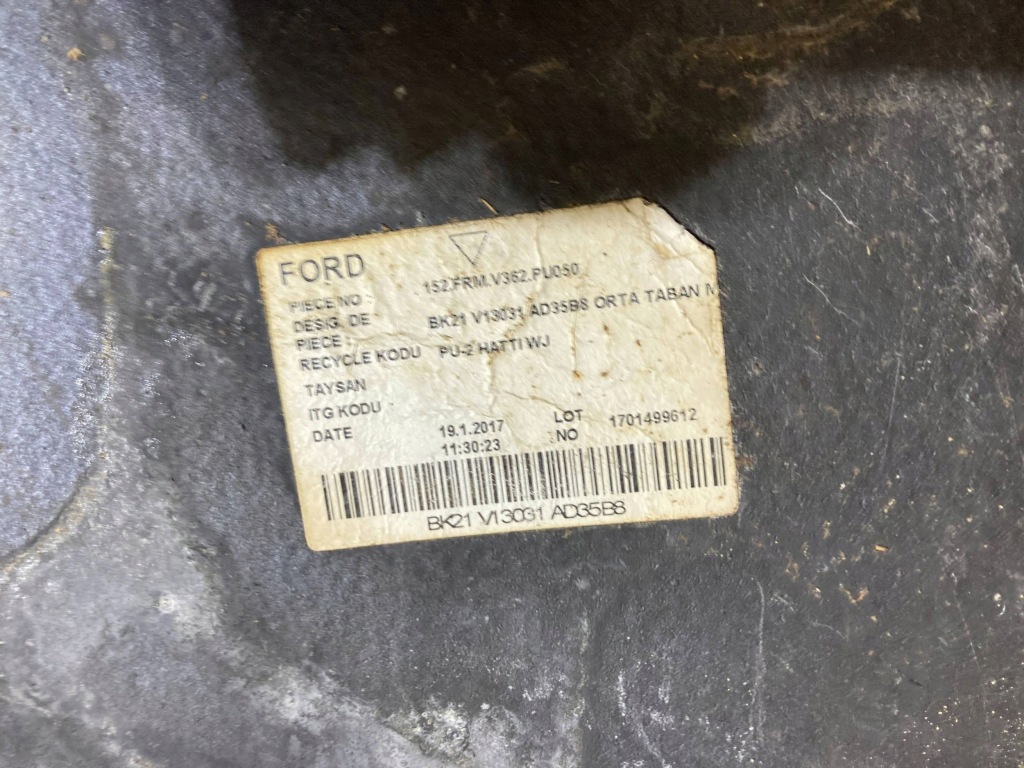 FORD
PIECE NO : 152.FRM.V362.PU050
DESIG. DE BK21 V13031 AD35B8 ORTA TABAN
PIECE :
RECYCLE KODU PU-2 HATTI WJ
TAYSAN
ITG KODU :
DATE 19.1.2017 LOT 1701499612
11:30:23 NO
BK21 V13031 AD35B8